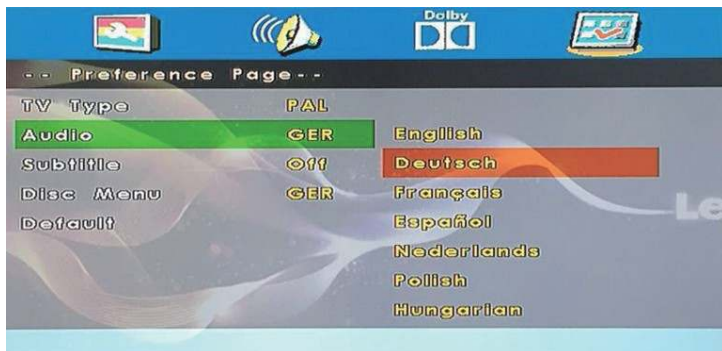 Dolby
-- Preference Page--
TV Type PAL
Audio GER English
Subtitle Off Deutsch
Disc Menu GER Français
Default Español
Nederlands
Polish
Hungarian
Le